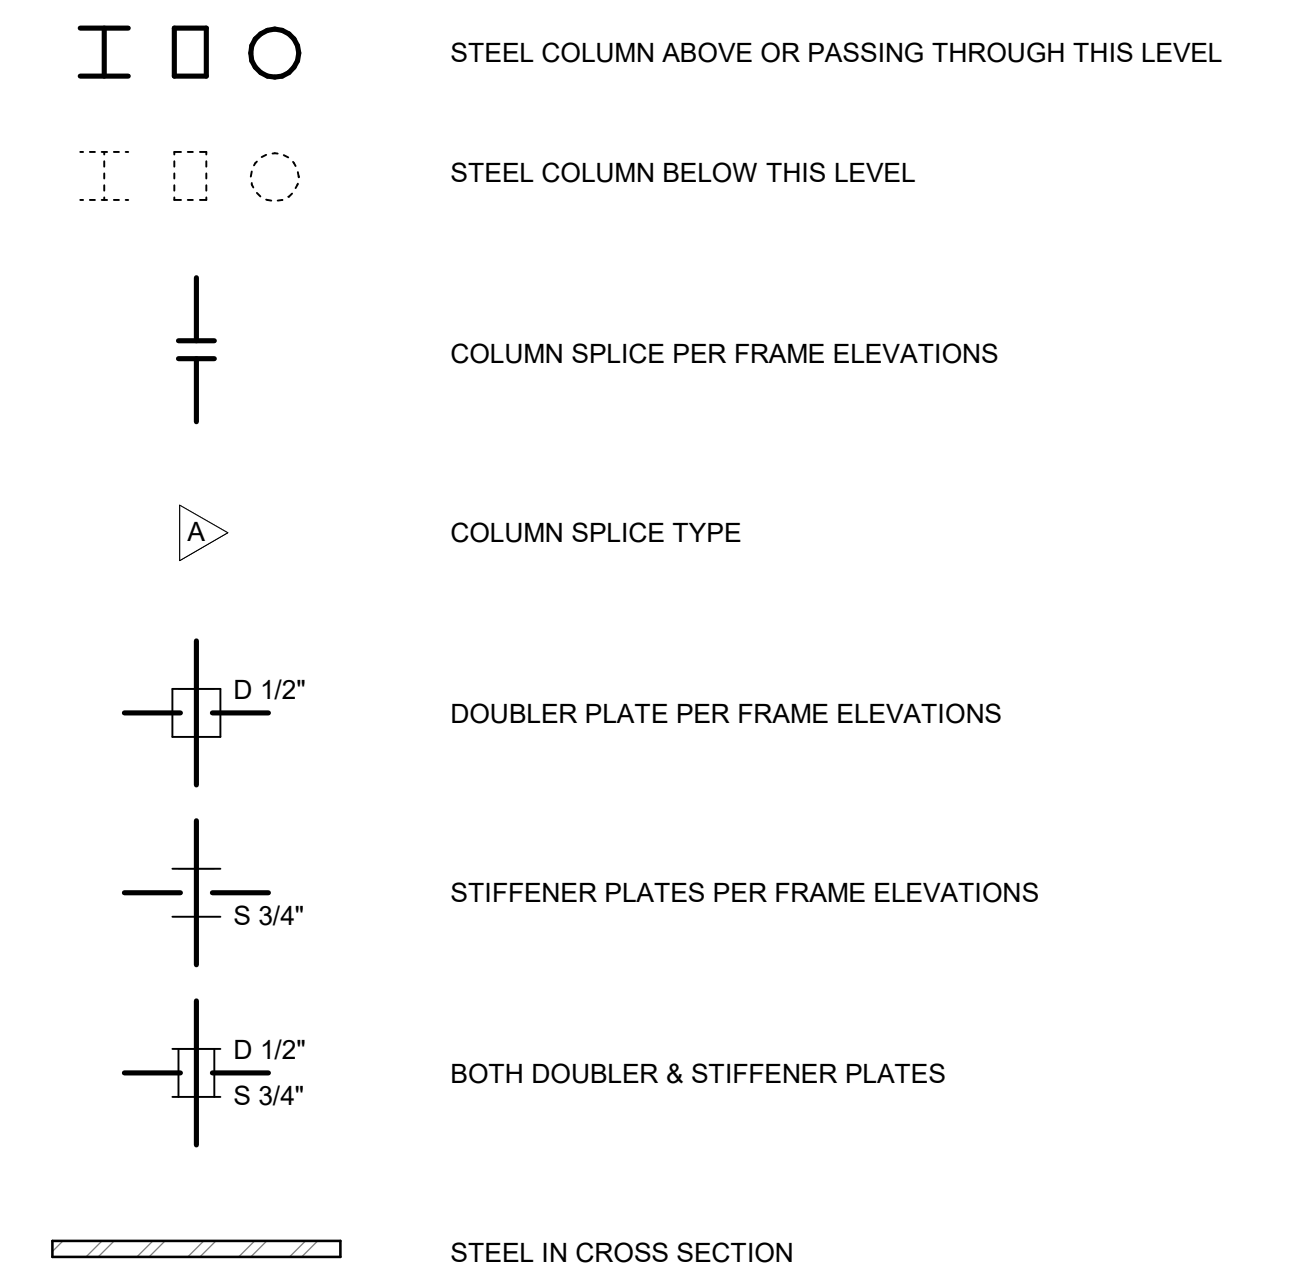 STEEL COLUMN ABOVE OR PASSING THROUGH THIS LEVEL
STEEL COLUMN BELOW THIS LEVEL
COLUMN SPLICE PER FRAME ELEVATIONS
A
COLUMN SPLICE TYPE
D 1/2"
DOUBLER PLATE PER FRAME ELEVATIONS
STIFFENER PLATES PER FRAME ELEVATIONS
S 3/4"
D 1/2"
BOTH DOUBLER & STIFFENER PLATES
S 3/4"
STEEL IN CROSS SECTION